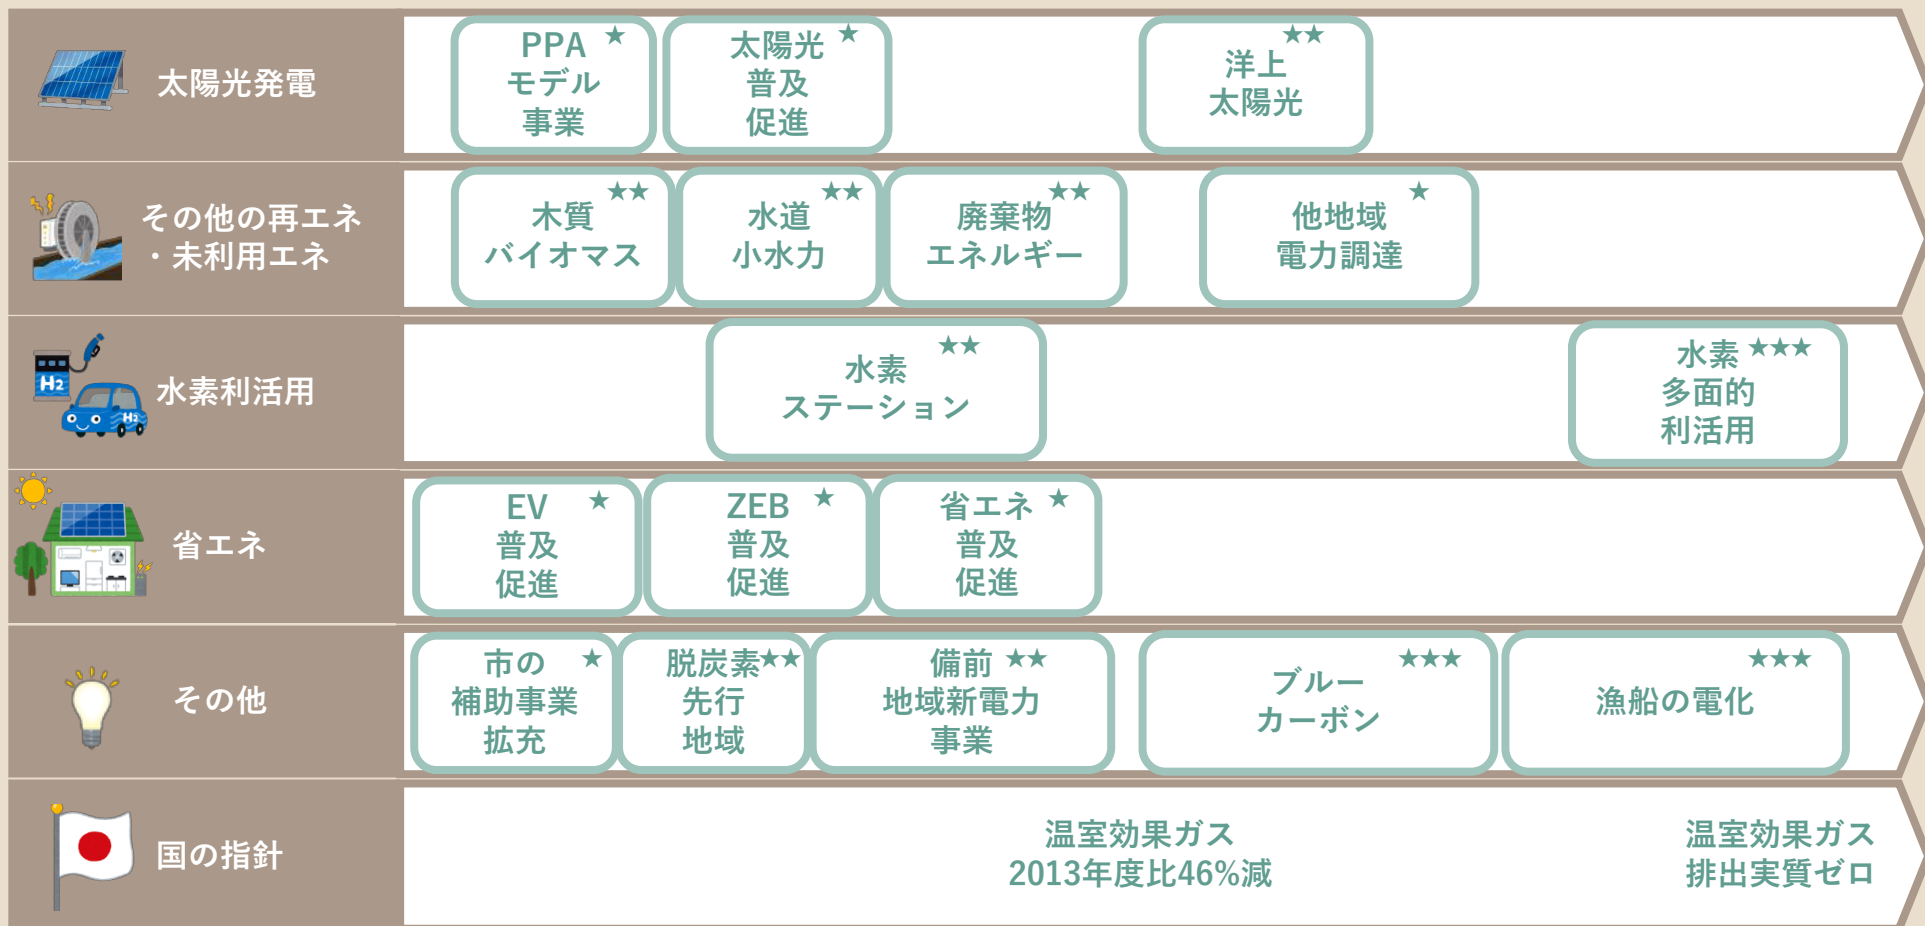 太陽光発電
PPA ★
モデル
事業
太陽光 ★
普及
促進
★★
洋上
太陽光
その他の再エネ
・未利用エネ
★★
木質
バイオマス
★★
水道
小水力
★★
廃棄物
エネルギー
★
他地域
電力調達
H2
H2
水素利活用
★★
水素
ステーション
水素 ★★★
多面的
利活用
省エネ
EV ★
普及
促進
ZEB ★
普及
促進
省エネ ★
普及
促進
その他
市の ★
補助事業
拡充
脱炭素★★
先行
地域
備前 ★★
地域新電力
事業
★★★
ブルー
カーボン
★★★
漁船の電化
国の指針
温室効果ガス
2013年度比46%減
温室効果ガス
排出実質ゼロ